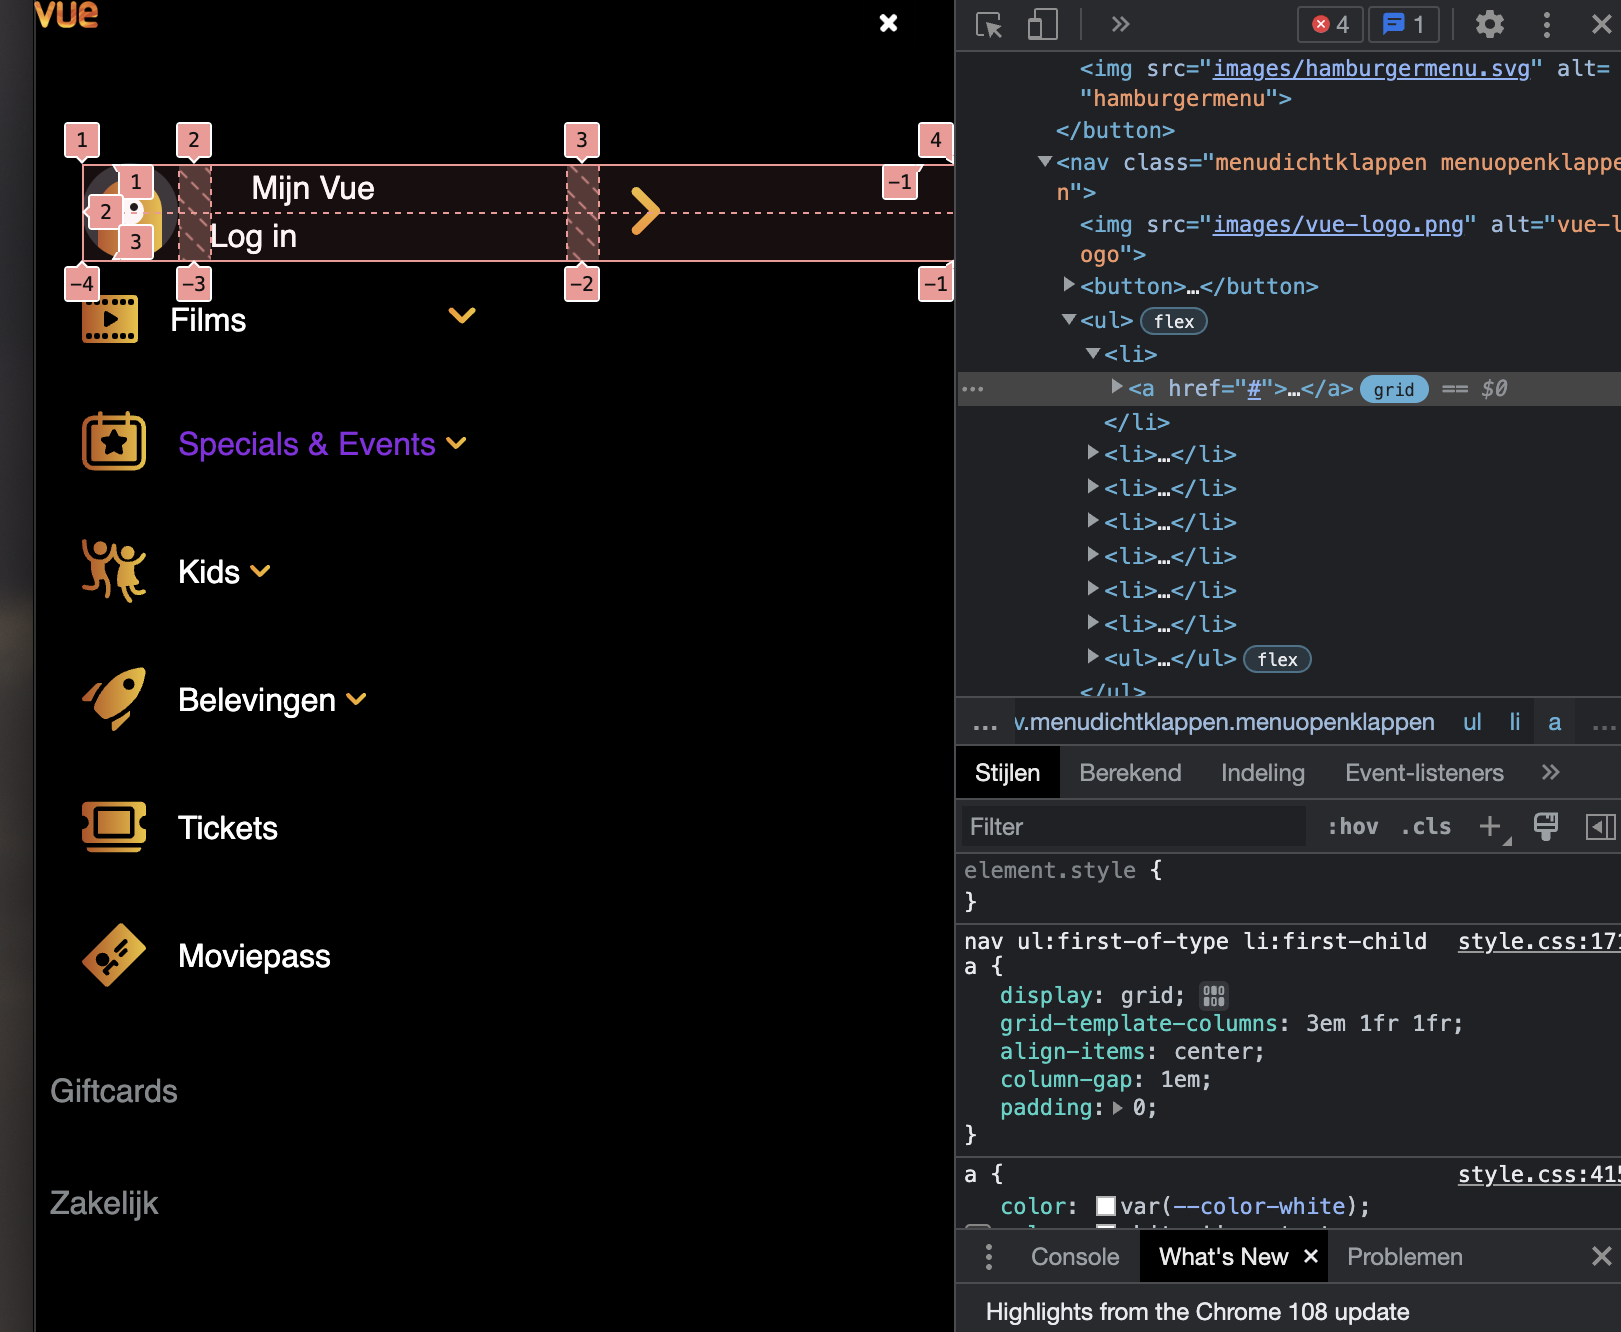 vue
×
1 2 3 4
1
-1
Mijn Vue
2
3
Log in
-4 -3 -2 -1
Films
Specials & Events
Kids
Belevingen
Tickets
Moviepass
Giftcards
Zakelijk
» 4 1
<img src="images/hamburgermenu.svg" alt=
"hamburgermenu">
</button>
<nav class="menudichtklappen menuopenklappe
n">
<img src="images/vue-logo.png" alt="vue-l
ogo">
<button>…</button>
<ul> flex
<li>
… <a href="#">…</a> grid == $0
</li>
<li>…</li>
<li>…</li>
<li>…</li>
<li>…</li>
<li>…</li>
<li>…</li>
<ul>…</ul> flex
</ul>
… v.menudichtklappen.menuopenklappen ul li a …
Stijlen Berekend Indeling Event-listeners »
Filter :hov .cls +
element.style {
}
nav ul:first-of-type li:first-child style.css:171
a {
display: grid;
grid-template-columns: 3em 1fr 1fr;
align-items: center;
column-gap: 1em;
padding: 0;
}
a { style.css:415
color: var(--color-white);
Console What's New × Problemen
Highlights from the Chrome 108 update